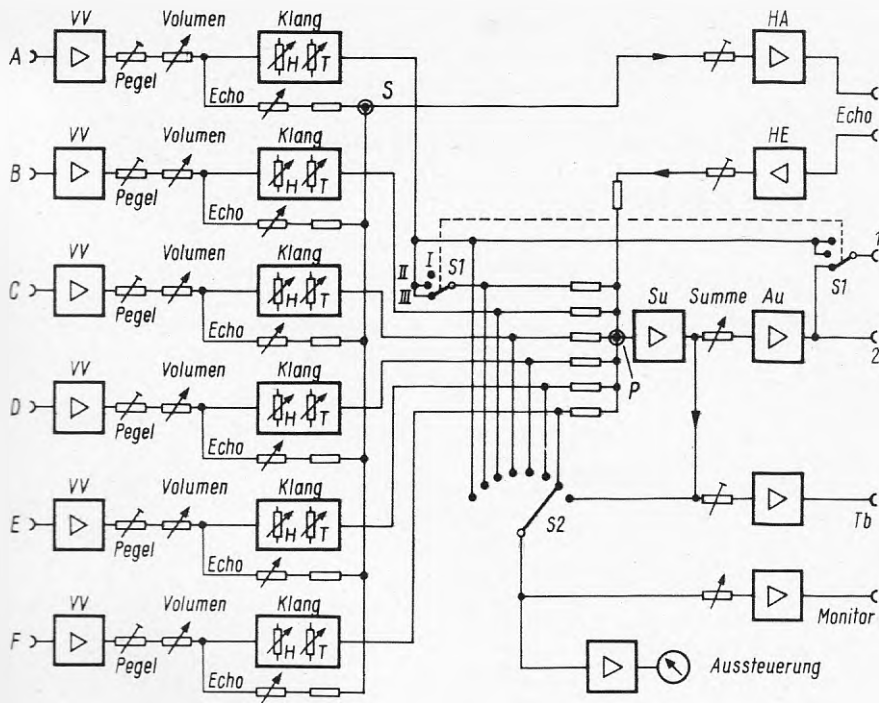 VV Volumen Klang HA
A H T
Pegel
Echo S Echo
VV Volumen Klang HE
B H T
Pegel
Echo 1
I
II S1 S1
VV Volumen Klang
C H T III
Pegel Su Summe Au
Echo 2
P
VV Volumen Klang
D H T
Pegel
Echo
VV Volumen Klang
E H T S2 Tb
Pegel
Echo
VV Volumen Klang Monitor
F H T
Pegel Aussteuerung
Echo